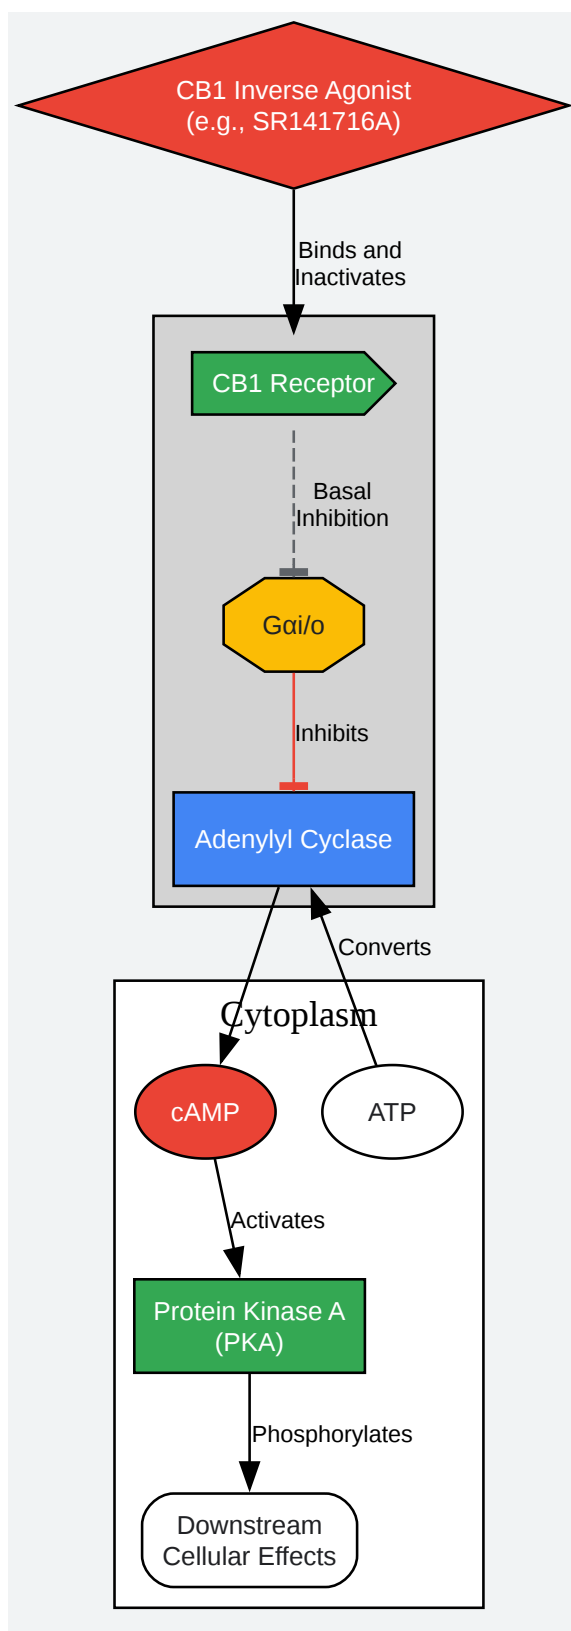 CB1 Inverse Agonist
(e.g., SR141716A)
Binds and
Inactivates
CB1 Receptor
Basal
Inhibition
Gαi/o
Inhibits
Adenylyl Cyclase
Converts
Cytoplasm
cAMP
ATP
Activates
Protein Kinase A
(PKA)
Phosphorylates
Downstream
Cellular Effects